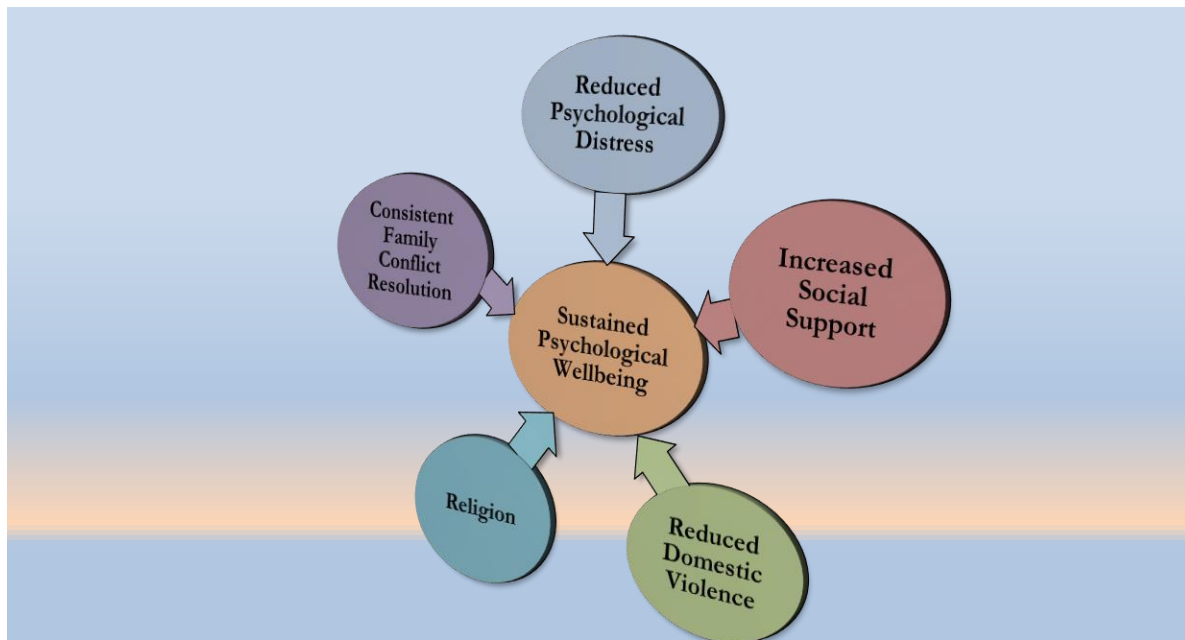 Reduced
Psychological
Distress
Consistent
Family
Conflict
Resolution
Increased
Social
Support
Sustained
Psychological
Wellbeing
Religion
Reduced
Domestic
Violence